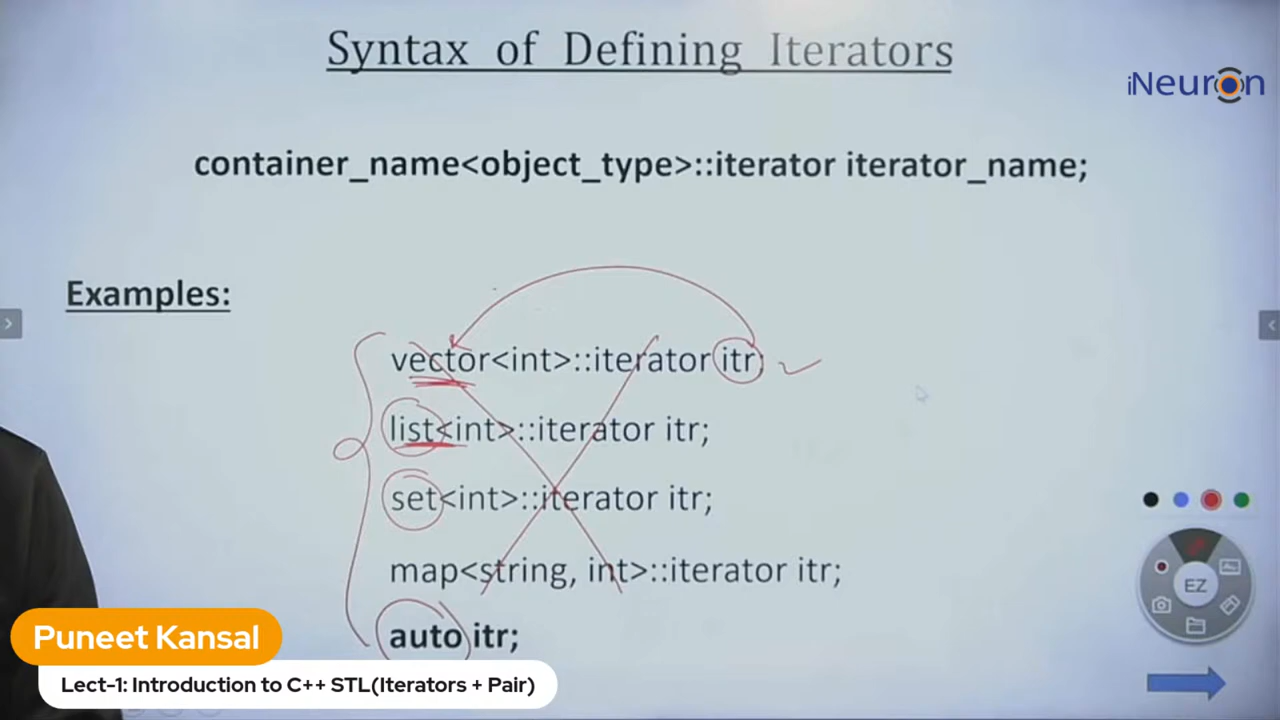 Syntax of Defining Iterators
iNeuron
container_name<object_type>::iterator iterator_name;
Examples:
vector<int>::iterator itr;
list<int>::iterator itr;
set<int>::iterator itr;
map<string, int>::iterator itr;
auto itr;
EZ
Puneet Kansal
Lect-1: Introduction to C++ STL(Iterators + Pair)